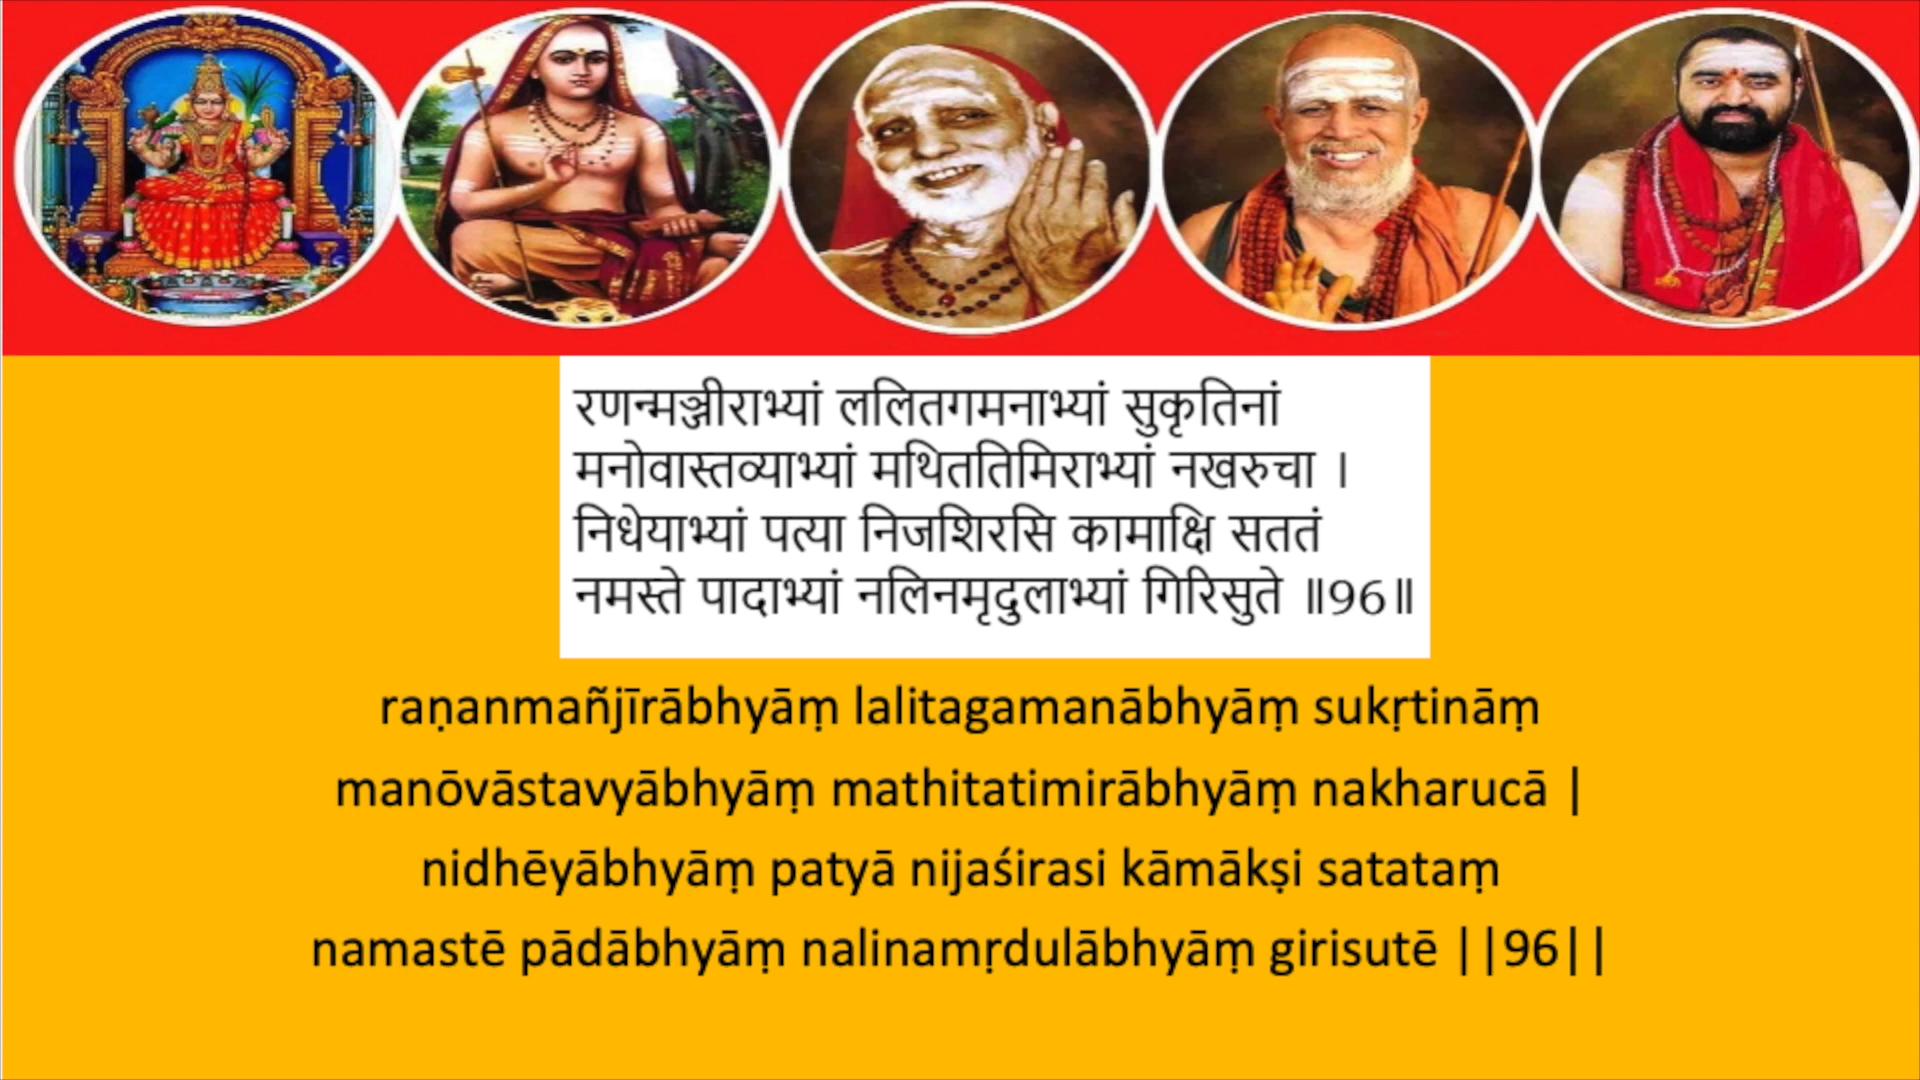 रणन्मञ्जीराभ्यां ललितगमनाभ्यां सुकृतिनां
मनोवास्तव्याभ्यां मथिततिमिराभ्यां नखरुचा ।
निधेयाभ्यां पत्या निजशिरसि कामाक्षि सततं
नमस्ते पादाभ्यां नलिनमृदुलाभ्यां गिरिसुते ॥96॥
raṇanmañjīrābhyāṃ lalitagamanābhyāṃ sukṛtināṃ
manōvāstavyābhyāṃ mathitatimirābhyāṃ nakharucā |
nidhēyābhyāṃ patyā nijaśirasi kāmākṣi satataṃ
namastē pādābhyāṃ nalinamṛdulābhyāṃ girisutē ||96||